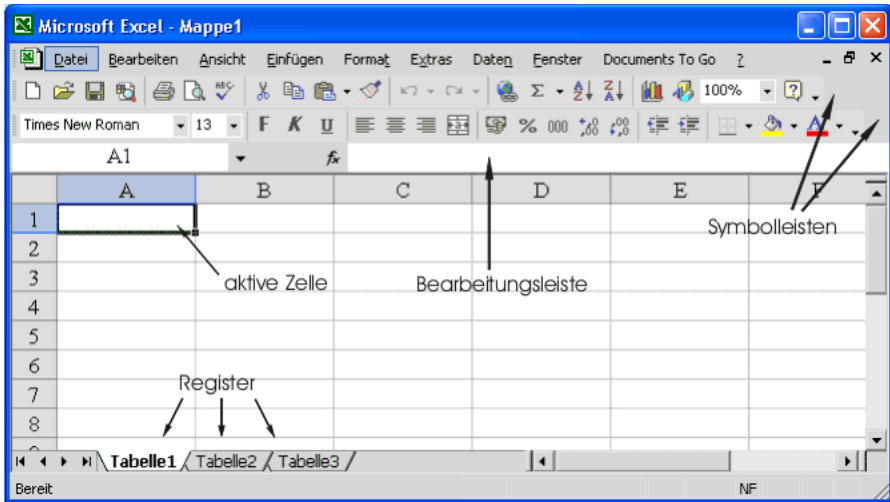 Microsoft Excel - Mappe1
Datei Bearbeiten Ansicht Einfügen Format Extras Daten Fenster Documents To Go ?
ABC Σ A Z Z A 100% ?
Times New Roman 13 F K U % 000 A
A1 fx
A B C D E F
1
Symbolleisten
2
3
aktive Zelle Bearbeitungsleiste
4
5
6
Register
7
8
Tabelle1 Tabelle2 Tabelle3
Bereit NF